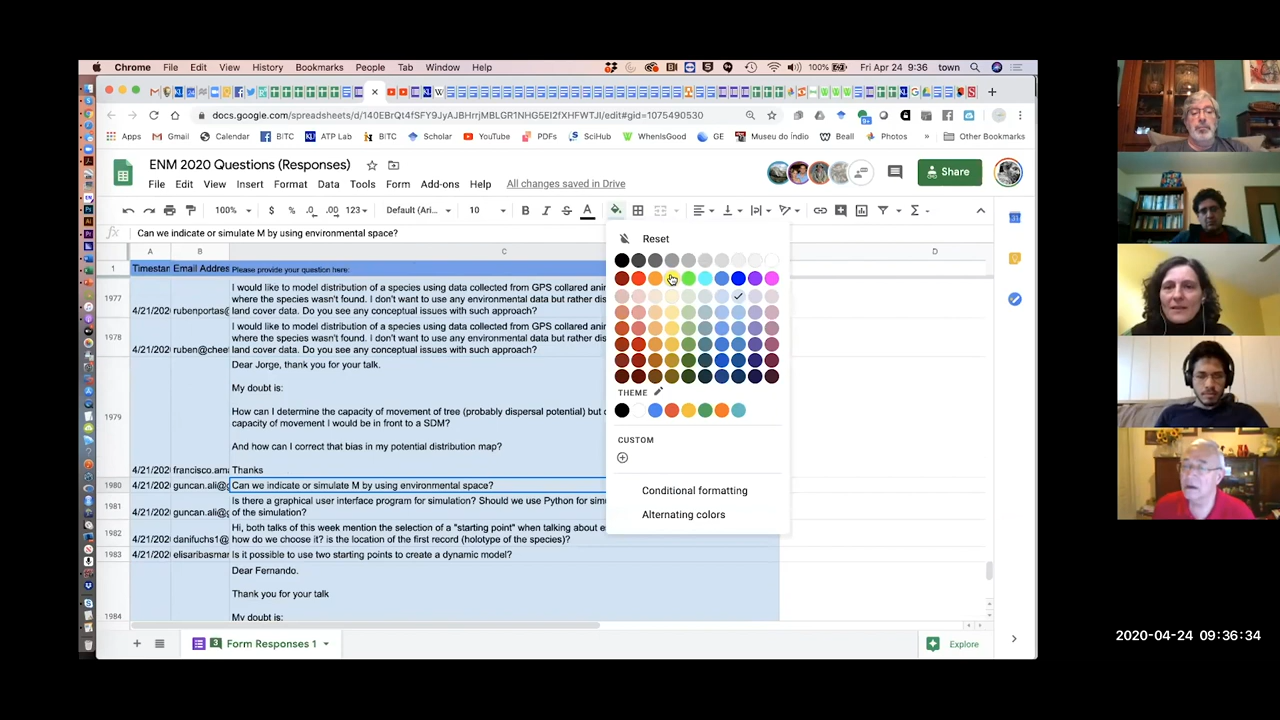 Chrome File Edit View History Bookmarks People Tab Window Help 100% Fri Apr 24 9:36 town
docs.google.com/spreadsheets/d/140EBrQt4fSFY9JyAJBHrrjMBLGR1NHG5EI2fXHFWTJI/edit#gid=1075490530
Apps Gmail Calendar BITC ATP Lab BITC Scholar YouTube PDFs SciHub WhenIsGood GE Museu do Índio Beall Photos » Other Bookmarks
ENM 2020 Questions (Responses)
File Edit View Insert Format Data Tools Form Add-ons Help All changes saved in Drive
Share
100% $ % .0 .00 123 Default (Ari... 10 B I S A
fx Can we indicate or simulate M by using environmental space?
A B C D
1 Timestar Email Addres Please provide your question here:
I would like to model distribution of a species using data collected from GPS collared anir
1977 where the species wasn't found. I don't want to use any environmental data but rather dis
4/21/202 rubenportas@ land cover data. Do you see any conceptual issues with such approach?
I would like to model distribution of a species using data collected from GPS collared anir
1978 where the species wasn't found. I don't want to use any environmental data but rather dis
4/21/202 ruben@chee land cover data. Do you see any conceptual issues with such approach?
Dear Jorge, thank you for your talk.
My doubt is:
How can I determine the capacity of movement of tree (probably dispersal potential) but c
1979 capacity of movement I would be in front to a SDM?
And how can I correct that bias in my potential distribution map?
4/21/202 francisco.ama Thanks
1980 4/21/202 guncan.ali@g Can we indicate or simulate M by using environmental space?
Is there a graphical user interface program for simulation? Should we use Python for sim
1981 4/21/202 guncan.ali@g of the simulation?
Hi, both talks of this week mention the selection of a "starting point" when talking about e
1982 4/21/202 danifuchs1@ how do we choose it? is the location of the first record (holotype of the species)?
1983 4/21/202 elisaribasmar Is it possible to use two starting points to create a dynamic model?
Dear Fernando.
Thank you for your talk
1984 My doubt is:
Reset
THEME
CUSTOM
Conditional formatting
Alternating colors
3 Form Responses 1
Explore
2020-04-24 09:36:34